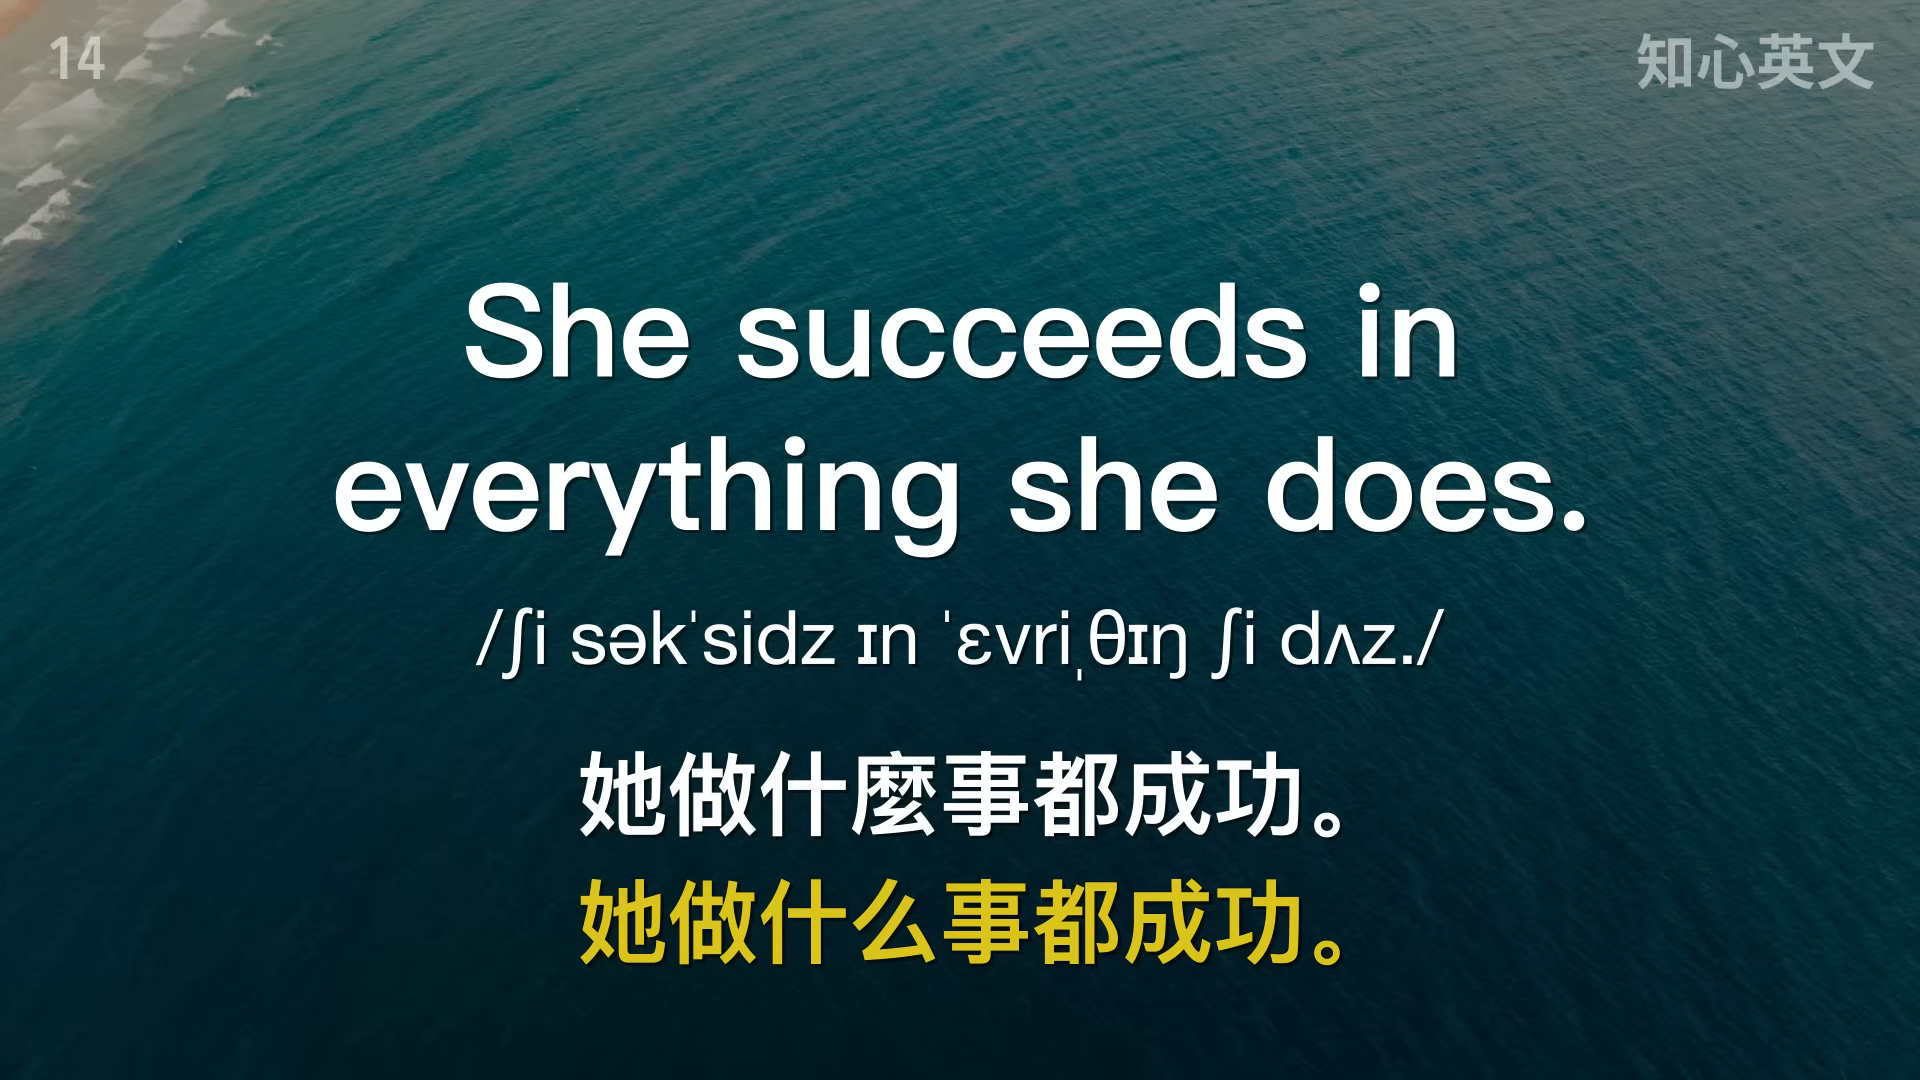 14
知心英文
She succeeds in
everything she does.
/ʃi səkˈsidz ɪn ˈɛvriˌθɪŋ ʃi dʌz./
她做什麼事都成功。
她做什么事都成功。